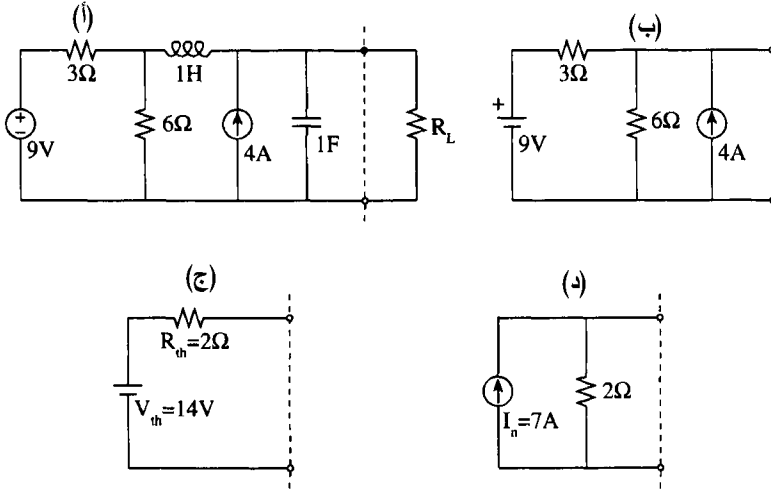 (أ)
3Ω
1H
+
−
9V
6Ω
4A
1F
R_L
(ب)
3Ω
+
9V
6Ω
4A
(ج)
R_th=2Ω
V_th=14V
(د)
I_n=7A
2Ω